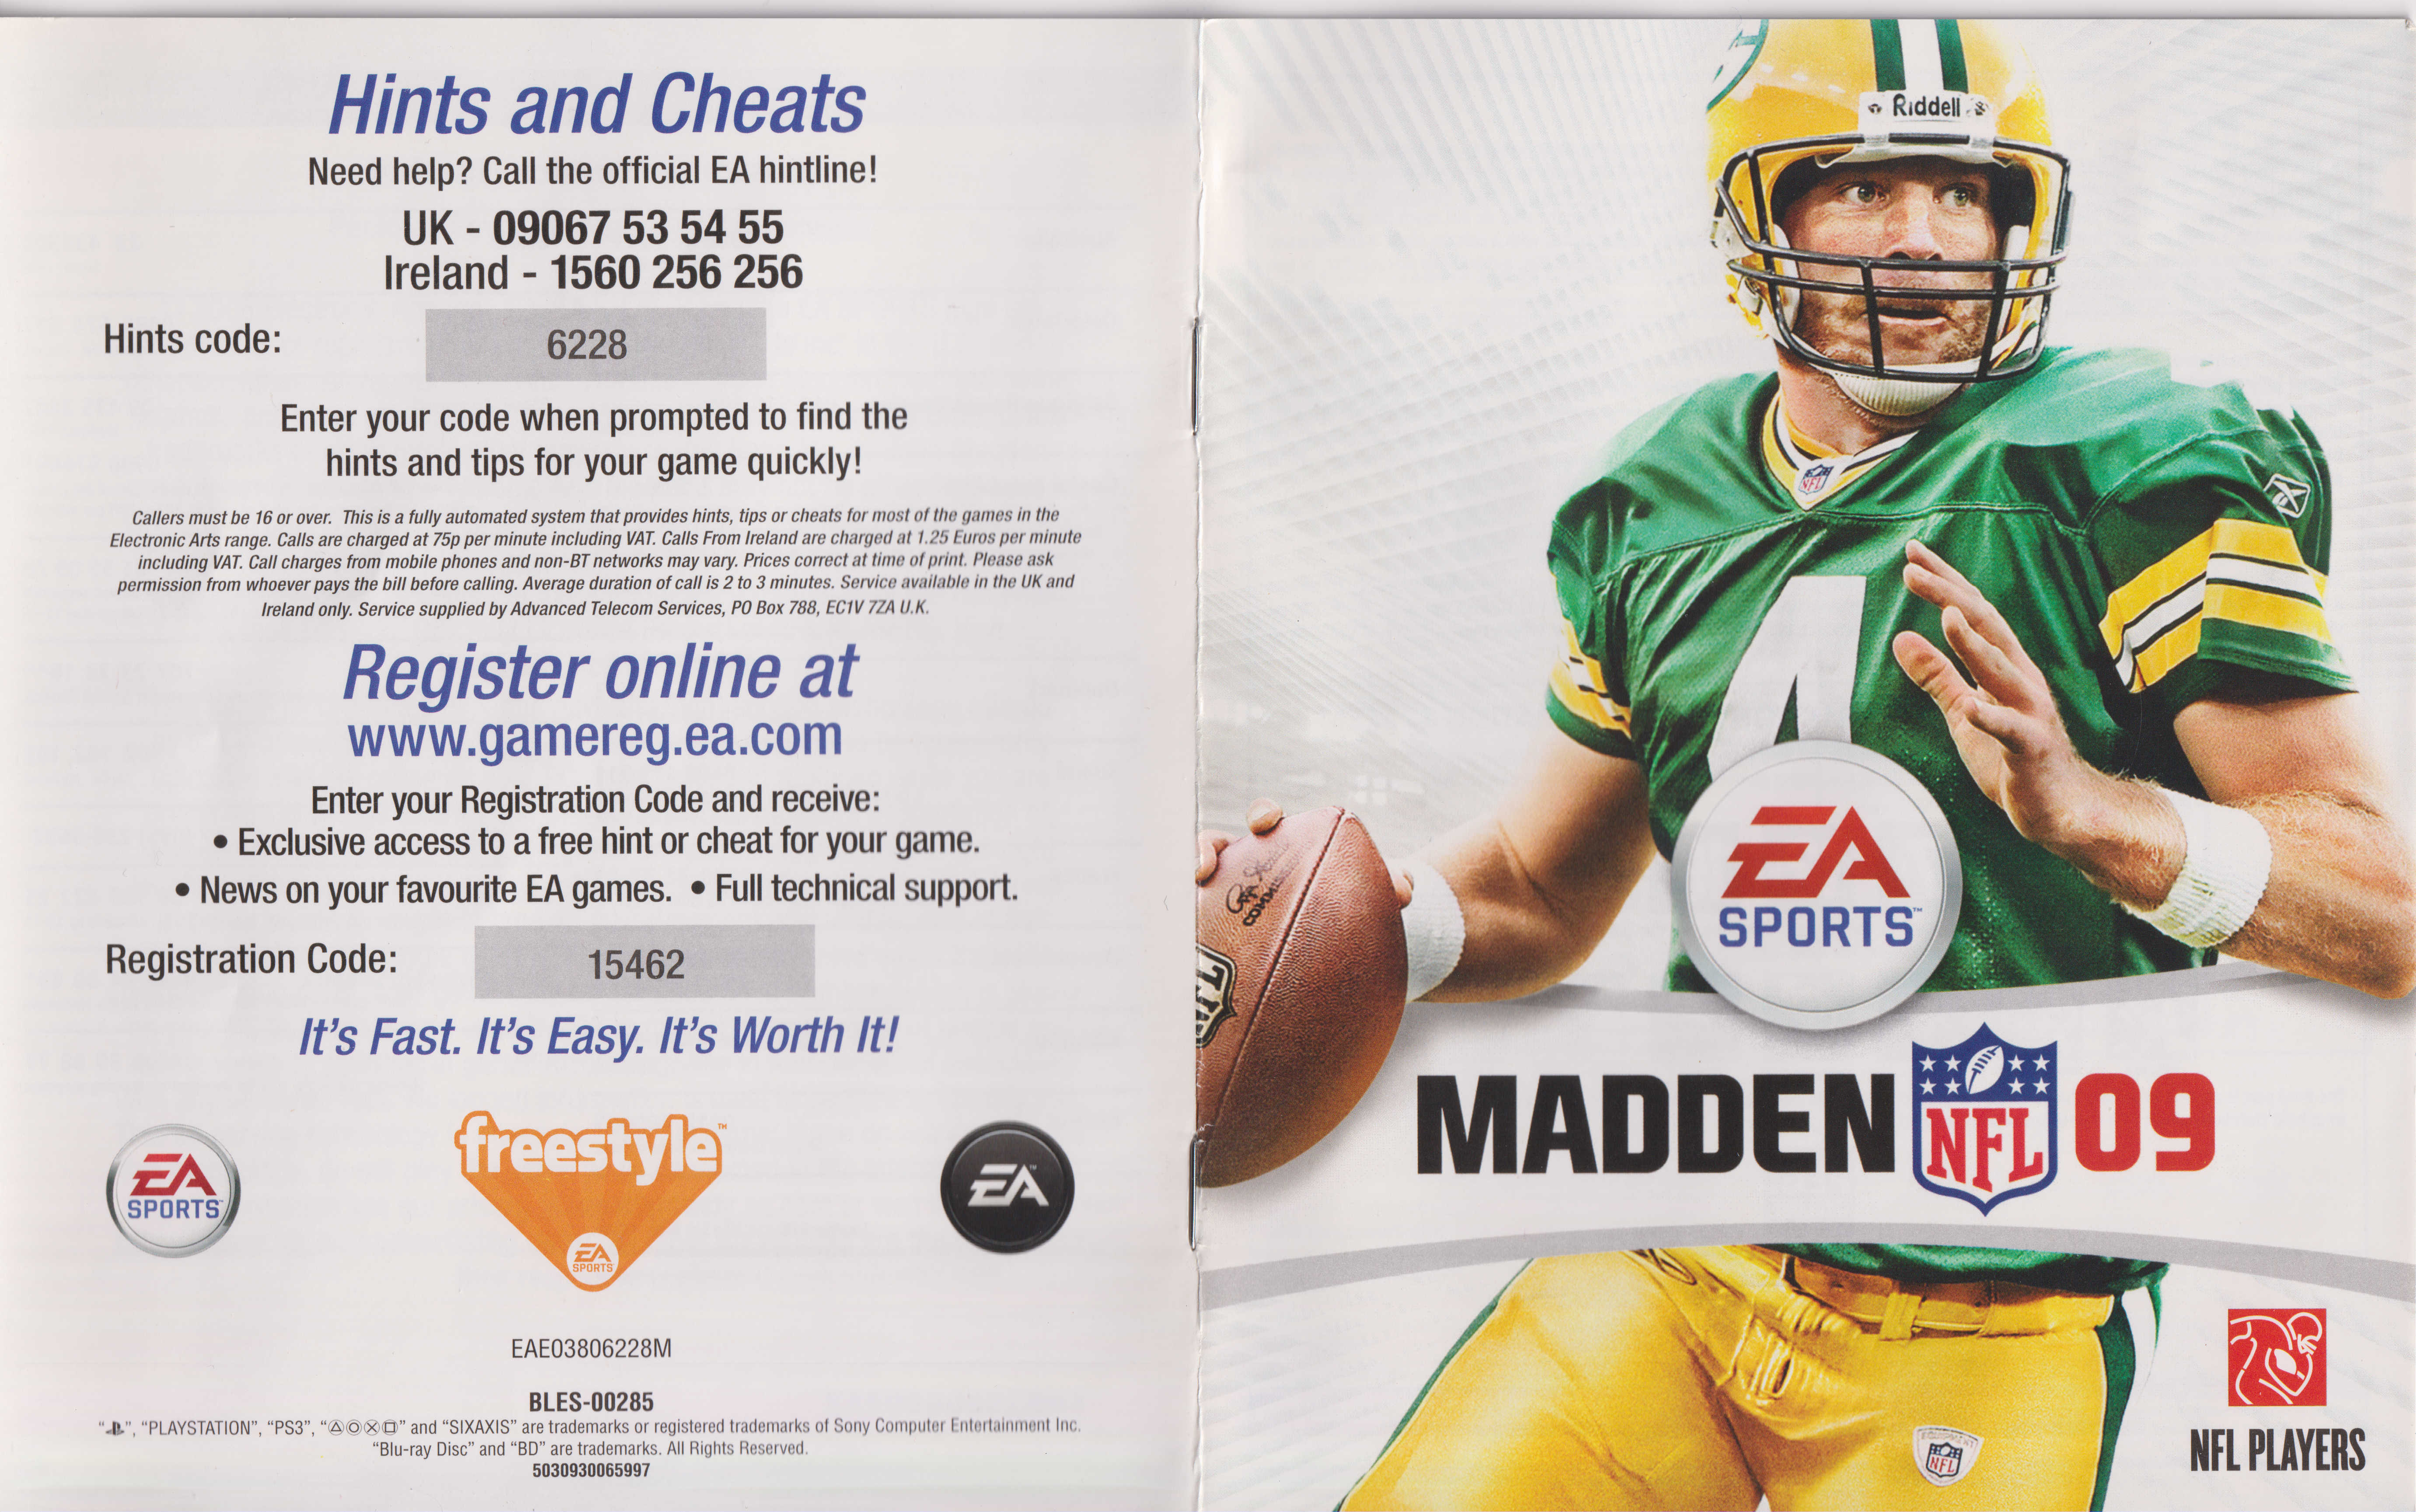 Hints and Cheats
Need help? Call the official EA hintline!
UK - 09067 53 54 55
Ireland - 1560 256 256
Hints code: 6228
Enter your code when prompted to find the
hints and tips for your game quickly!
Callers must be 16 or over. This is a fully automated system that provides hints, tips or cheats for most of the games in the
Electronic Arts range. Calls are charged at 75p per minute including VAT. Calls From Ireland are charged at 1.25 Euros per minute
including VAT. Call charges from mobile phones and non-BT networks may vary. Prices correct at time of print. Please ask
permission from whoever pays the bill before calling. Average duration of call is 2 to 3 minutes. Service available in the UK and
Ireland only. Service supplied by Advanced Telecom Services, PO Box 788, EC1V 7ZA U.K.
Register online at
www.gamereg.ea.com
Enter your Registration Code and receive:
• Exclusive access to a free hint or cheat for your game.
• News on your favourite EA games. • Full technical support.
Registration Code: 15462
It's Fast. It's Easy. It's Worth It!
EA
SPORTS™
freestyle™
EA
SPORTS
EA™
EAE03806228M
BLES-00285
"PS", "PLAYSTATION", "PS3", "△○✕□" and "SIXAXIS" are trademarks or registered trademarks of Sony Computer Entertainment Inc.
"Blu-ray Disc" and "BD" are trademarks. All Rights Reserved.
5030930065997
Riddell
NFL
4
EA
SPORTS™
NFL
MADDEN NFL 09
EQUIPMENT
NFL
NFL PLAYERS